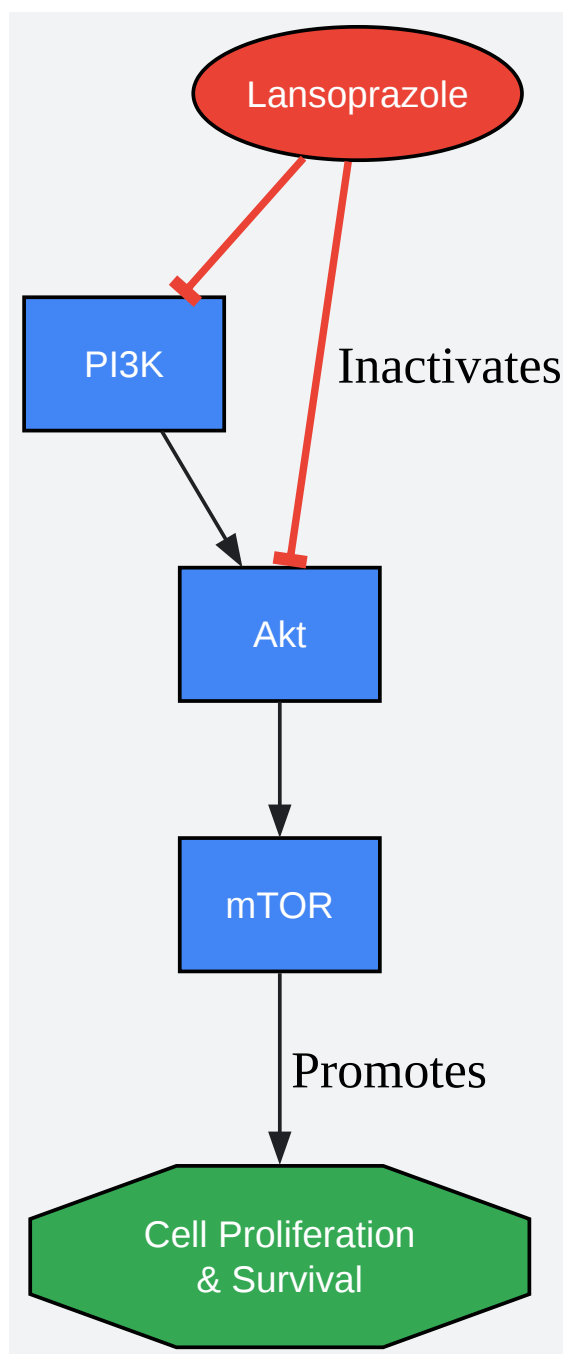 Lansoprazole
PI3K
Inactivates
Akt
mTOR
Promotes
Cell Proliferation
& Survival